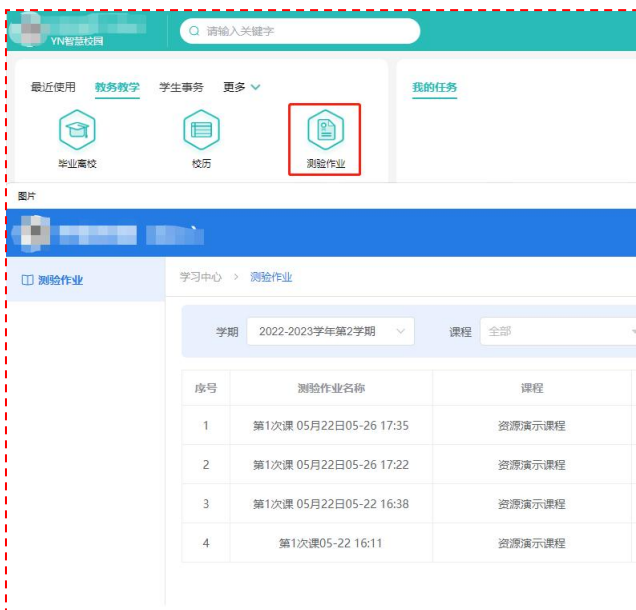 YN智慧校园
请输入关键字
最近使用 教务教学 学生事务 更多
我的任务
毕业离校 校历 测验作业
图片
测验作业
学习中心 > 测验作业
学期 2022-2023学年第2学期 课程 全部
序号 测验作业名称 课程
1 第1次课 05月22日05-26 17:35 资源演示课程
2 第1次课 05月22日05-26 17:22 资源演示课程
3 第1次课 05月22日05-22 16:38 资源演示课程
4 第1次课05-22 16:11 资源演示课程